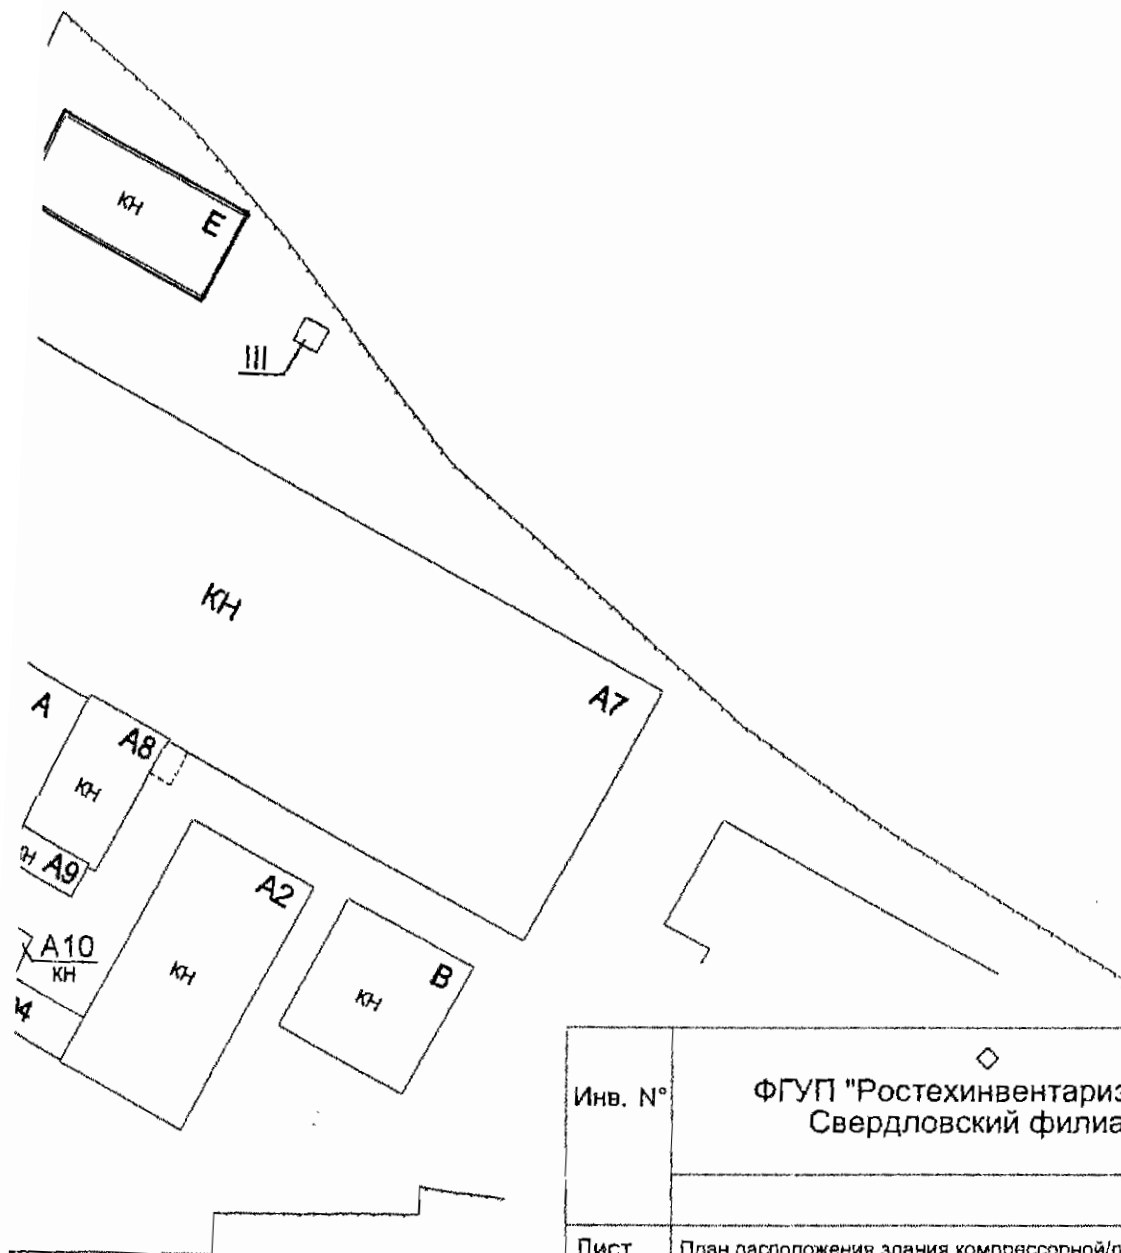 КН
E
III
КН
А7
А
А8
КН
КН А9
А2
КН
А10
КН
В
КН
Инв. N°
ФГУП "Ростехинвентариз
Свердловский филиа
Лист
План расположения здания компрессорной/